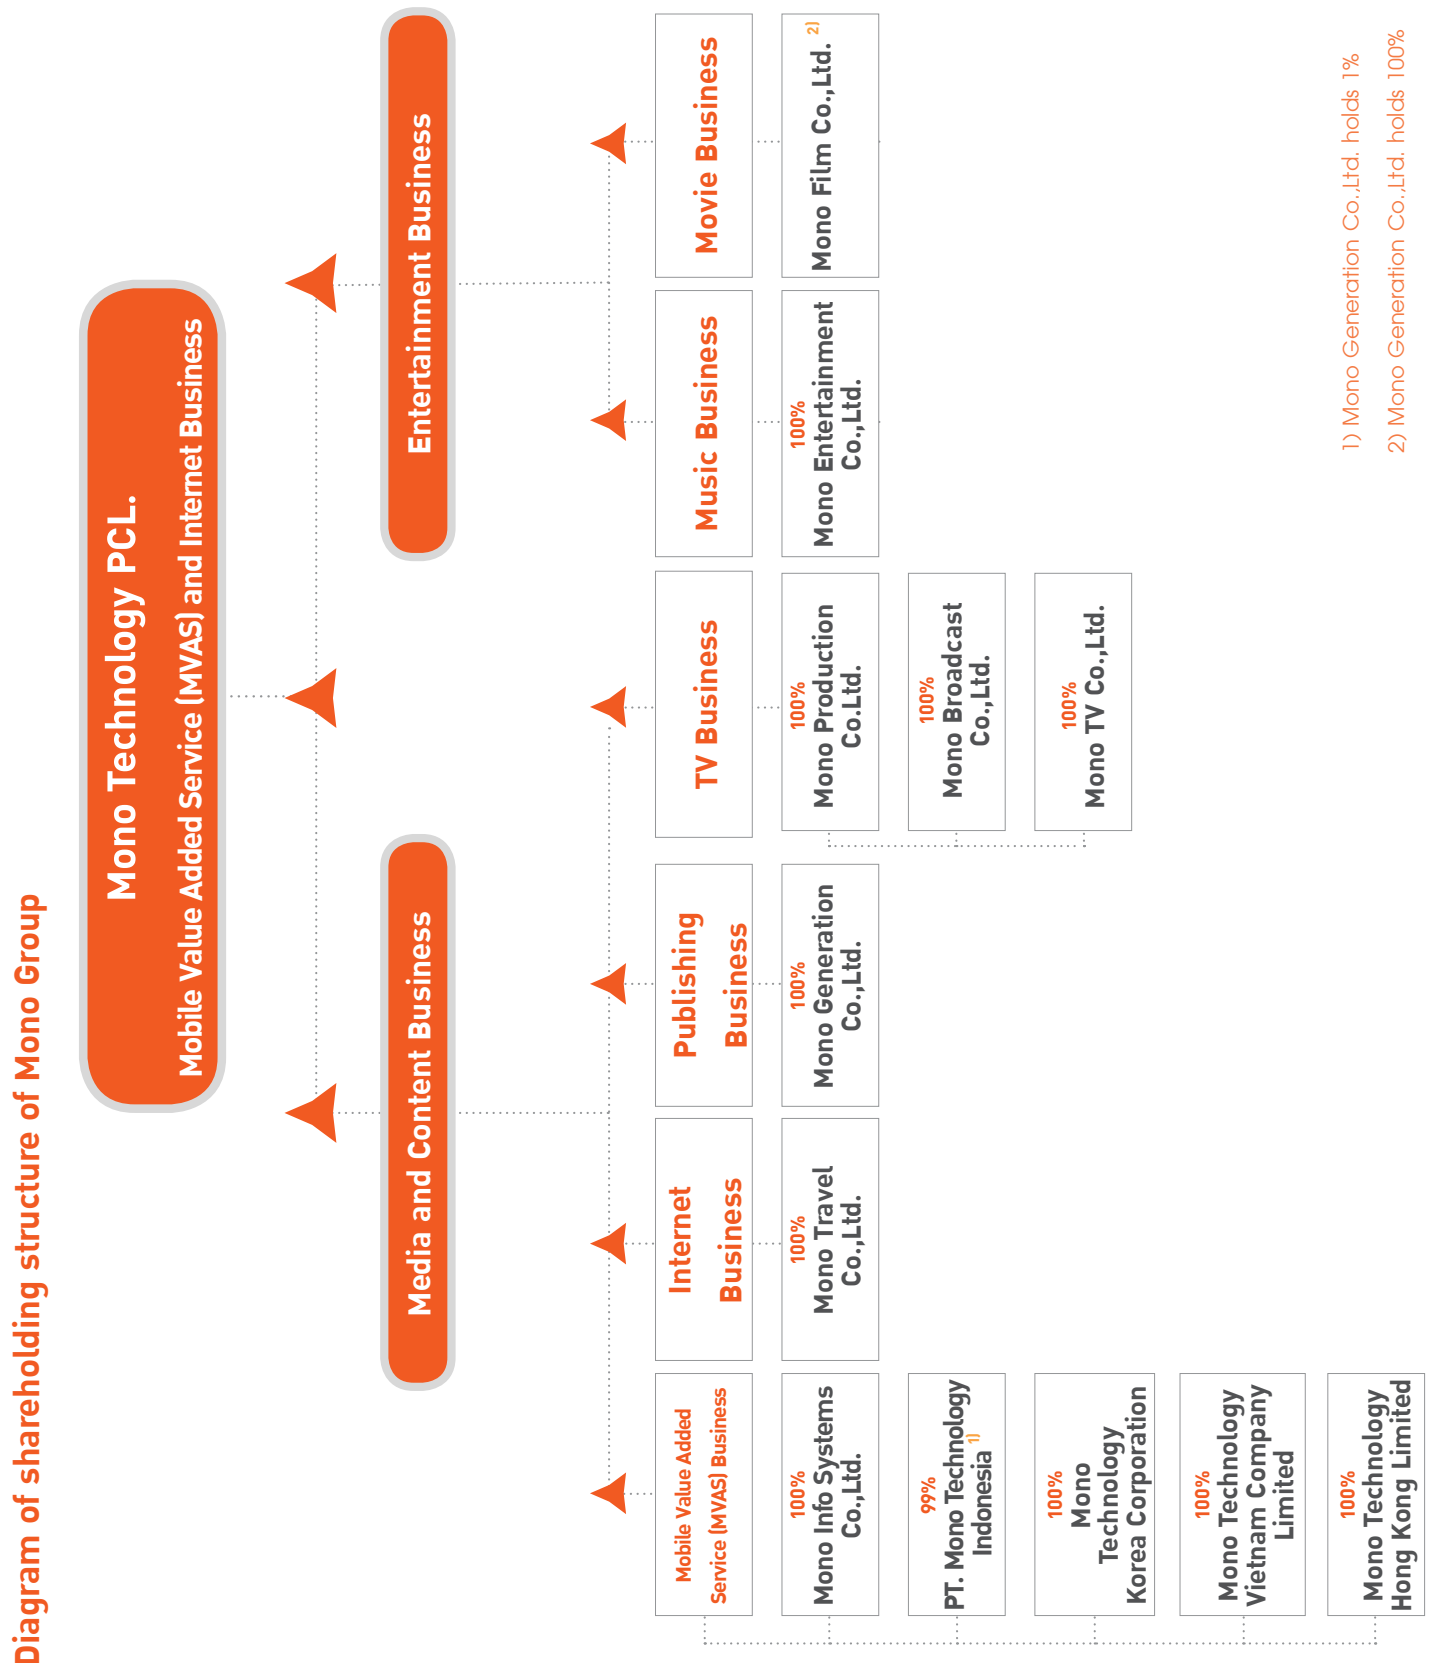 Diagram of shareholding structure of Mono Group
Mono Technology PCL.
Mobile Value Added Service (MVAS) and Internet Business
Media and Content Business
Entertainment Business
Mobile Value Added
Service (MVAS) Business
Internet
Business
Publishing
Business
TV Business
Music Business
Movie Business
100%
Mono Info Systems
Co.,Ltd.
100%
Mono Travel
Co.,Ltd.
100%
Mono Generation
Co.,Ltd.
100%
Mono Production
Co.Ltd.
100%
Mono Entertainment
Co.,Ltd.
Mono Film Co.,Ltd. 2)
99%
PT. Mono Technology
Indonesia 1)
100%
Mono Broadcast
Co.,Ltd.
100%
Mono
Technology
Korea Corporation
100%
Mono TV Co.,Ltd.
100%
Mono Technology
Vietnam Company
Limited
100%
Mono Technology
Hong Kong Limited
1) Mono Generation Co.,Ltd. holds 1%
2) Mono Generation Co.,Ltd. holds 100%